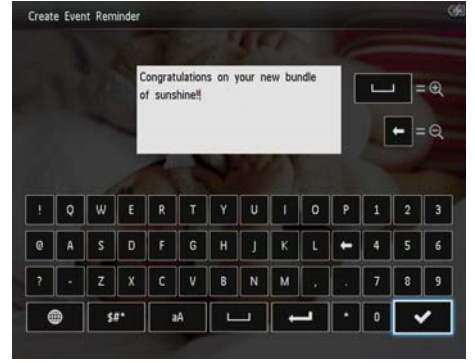 Create Event Reminder
Congratulations on your new bundle
of sunshine!!
=
=
! Q W E R T Y U I O P 1 2 3
@ A S D F G H J K L 4 5 6
? - Z X C V B N M , . 7 8 9
$#* aA * 0